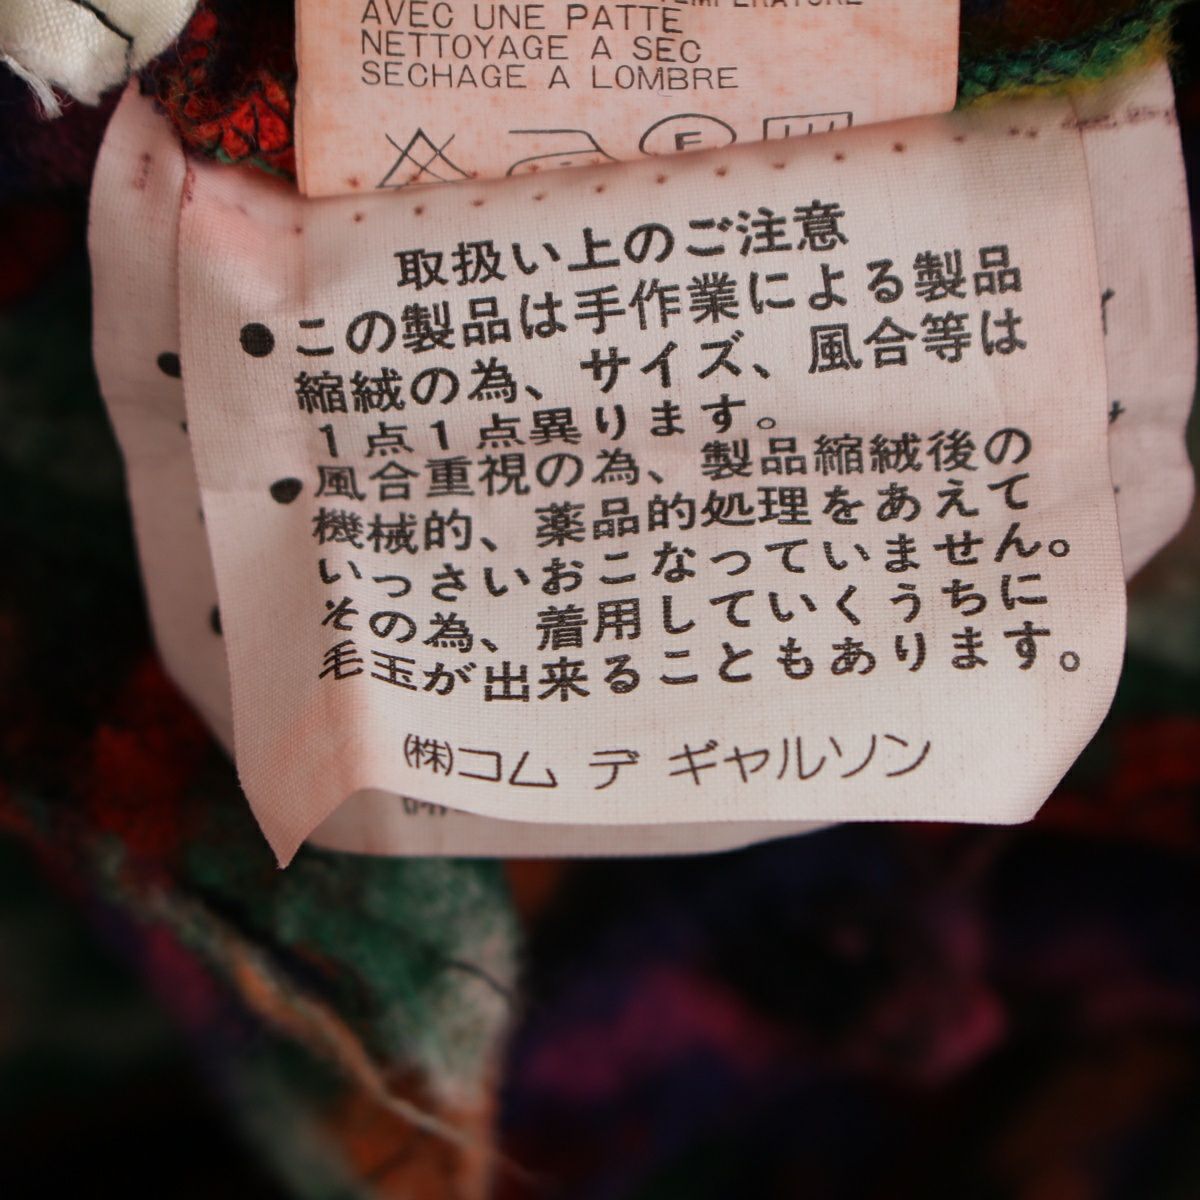 AVEC UNE PATTE
NETTOYAGE A SEC
SECHAGE A LOMBRE
取扱い上のご注意
●この製品は手作業による製品
縮絨の為、サイズ、風合等は
1点1点異ります。
●風合重視の為、製品縮絨後の
機械的、薬品的処理をあえて
いっさいおこなっていません。
その為、着用していくうちに
毛玉が出来ることもあります。
㈱コム デ ギャルソン